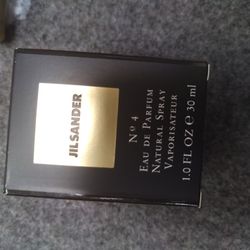 JIL SANDER
Nº 4
EAU DE PARFUM
NATURAL SPRAY
VAPORISATEUR
1.0 FL OZ e 30 ml